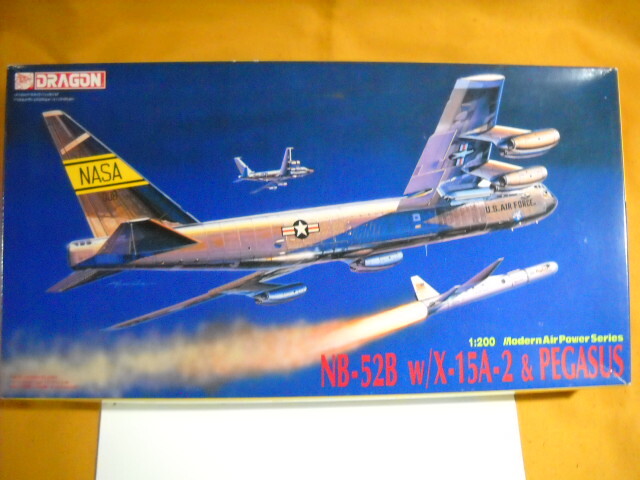 DRAGON
NASA
U.S. AIR FORCE
1:200 Modern Air Power Series
NB-52B w/X-15A-2 & PEGASUS